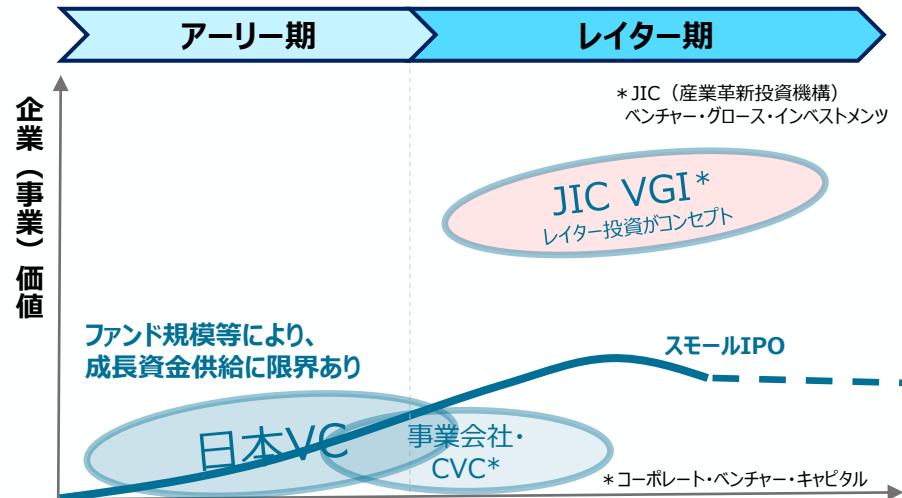 アーリー期
レイター期
企業（事業）価値
＊JIC（産業革新投資機構）
ベンチャー・グロース・インベストメンツ
JIC VGI＊
レイター投資がコンセプト
ファンド規模等により、
成長資金供給に限界あり
スモールIPO
日本VC
事業会社・
CVC＊
＊コーポレート・ベンチャー・キャピタル